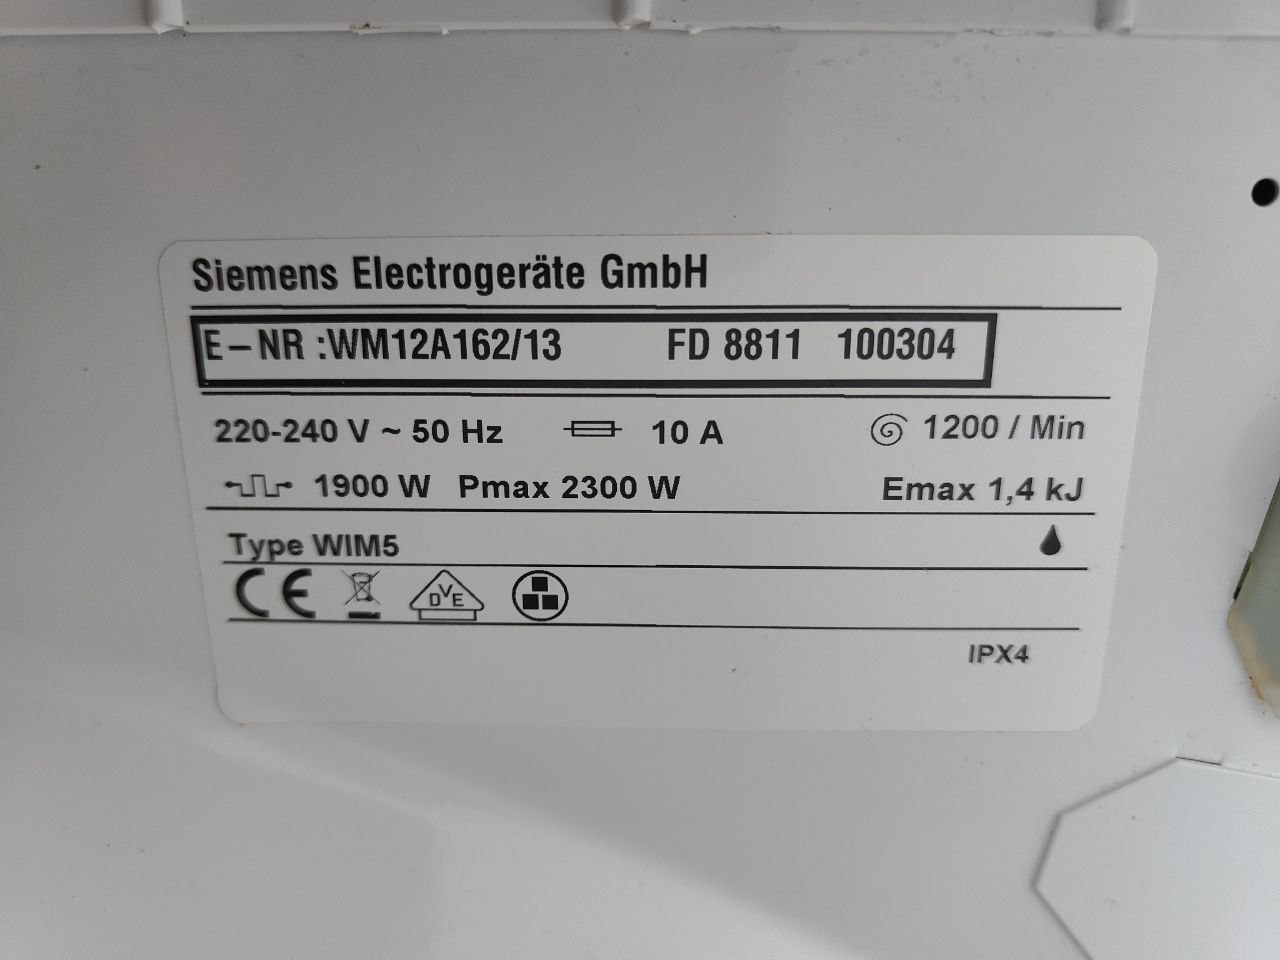 Siemens Electrogeräte GmbH
E-NR :WM12A162/13 FD 8811 100304
220-240 V ~ 50 Hz 10 A 1200 / Min
1900 W Pmax 2300 W Emax 1,4 kJ
Type WIM5
CE DVE
IPX4